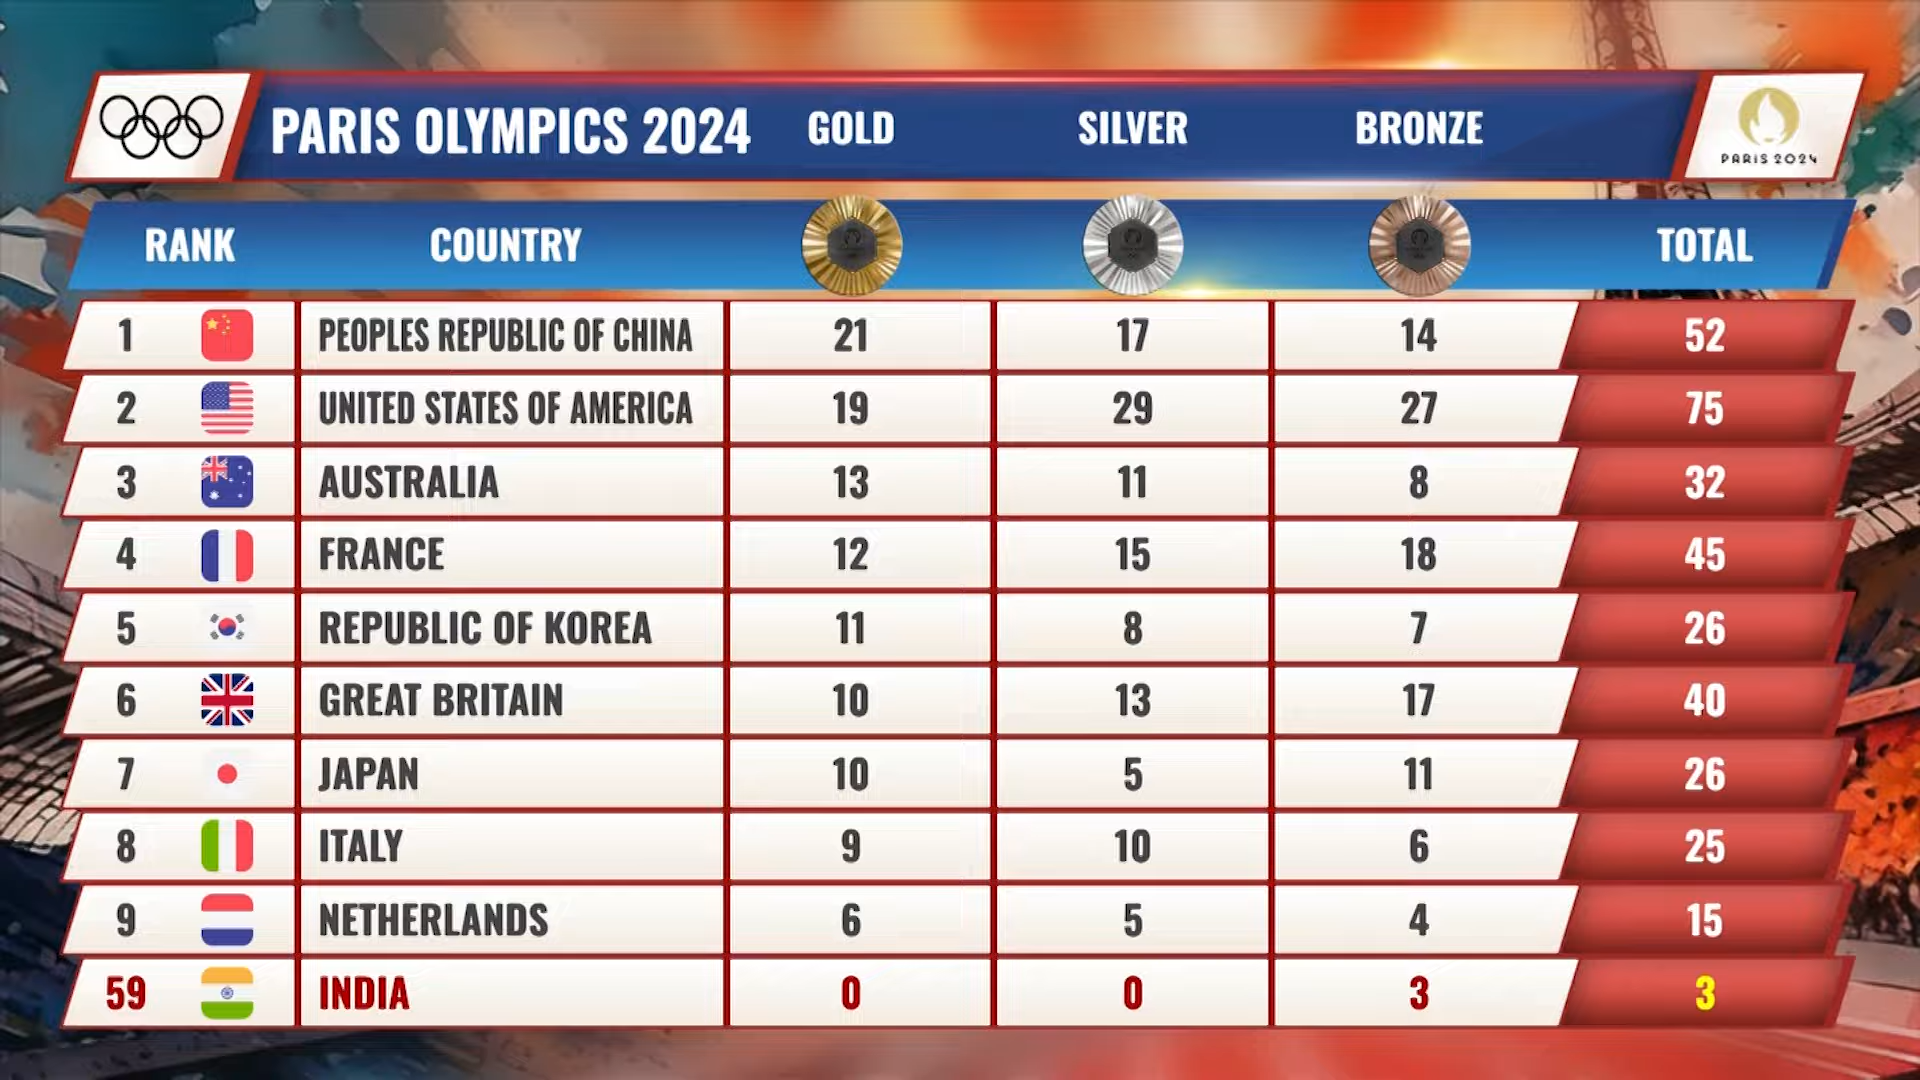 PARIS OLYMPICS 2024 GOLD SILVER BRONZE
PARIS 2024
RANK COUNTRY TOTAL
1 PEOPLES REPUBLIC OF CHINA 21 17 14 52
2 UNITED STATES OF AMERICA 19 29 27 75
3 AUSTRALIA 13 11 8 32
4 FRANCE 12 15 18 45
5 REPUBLIC OF KOREA 11 8 7 26
6 GREAT BRITAIN 10 13 17 40
7 JAPAN 10 5 11 26
8 ITALY 9 10 6 25
9 NETHERLANDS 6 5 4 15
59 INDIA 0 0 3 3